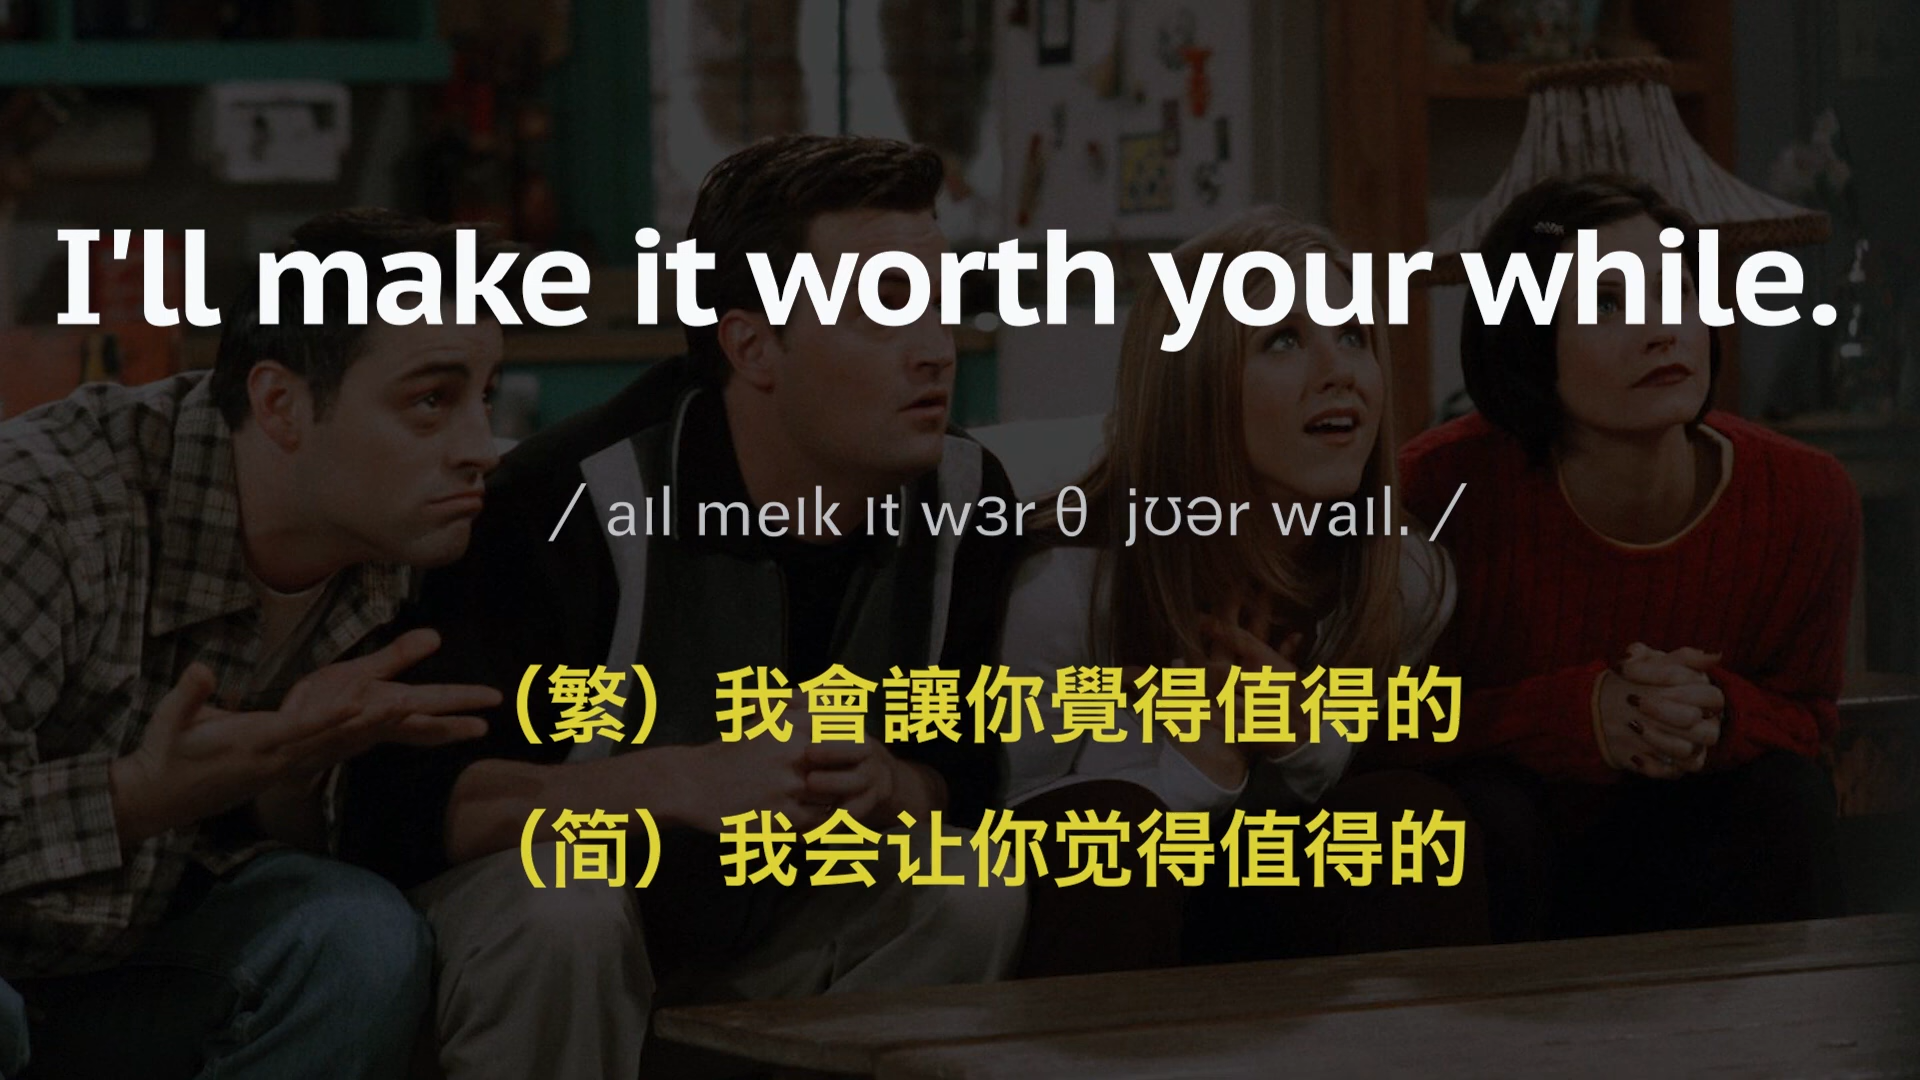 I'll make it worth your while.
/ aɪl meɪk ɪt wɜr θ jʊər waɪl. /
（繁）我會讓你覺得值得的
（简）我会让你觉得值得的